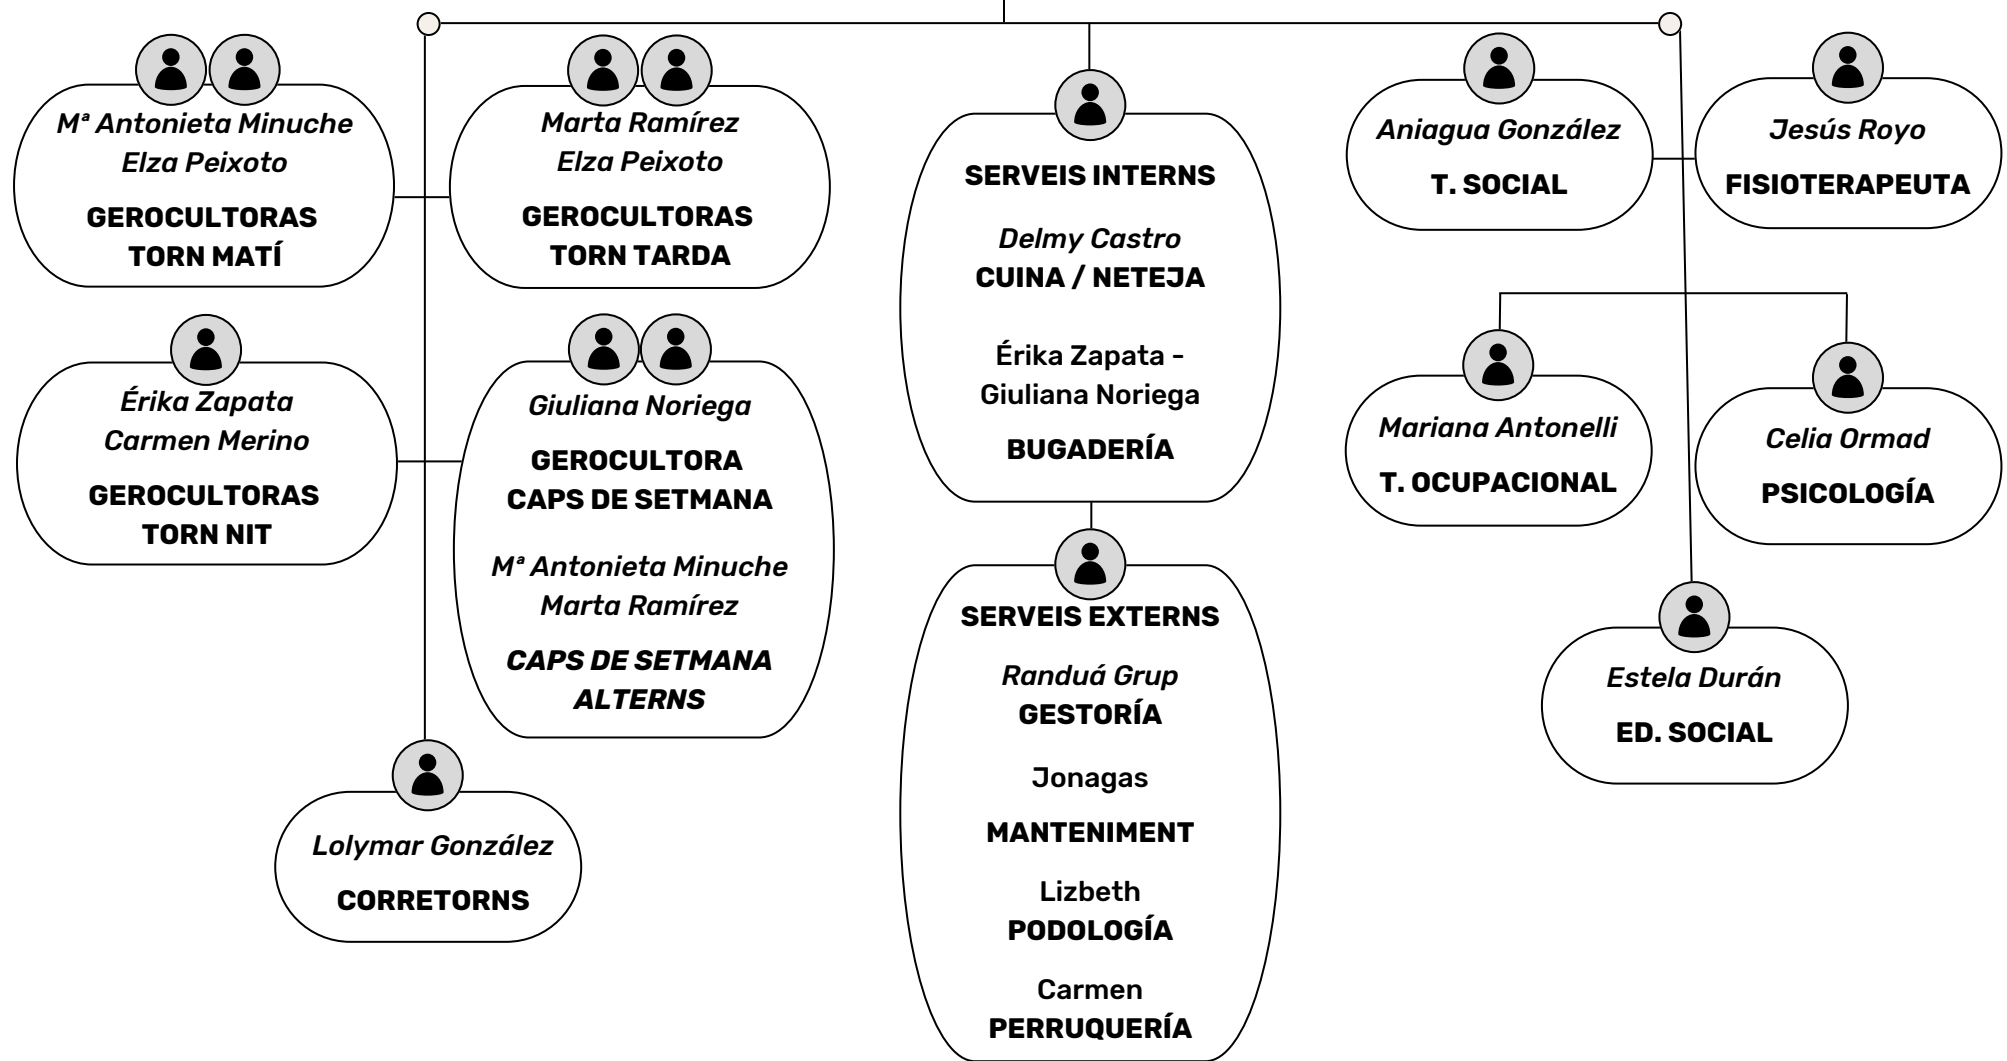 Mª Antonieta Minuche
Elza Peixoto
GEROCULTORAS
TORN MATÍ
Marta Ramírez
Elza Peixoto
GEROCULTORAS
TORN TARDA
Érika Zapata
Carmen Merino
GEROCULTORAS
TORN NIT
Giuliana Noriega
GEROCULTORA
CAPS DE SETMANA
Mª Antonieta Minuche
Marta Ramírez
CAPS DE SETMANA
ALTERNS
Lolymar González
CORRETORNS
SERVEIS INTERNS
Delmy Castro
CUINA / NETEJA
Érika Zapata -
Giuliana Noriega
BUGADERÍA
SERVEIS EXTERNS
Randuá Grup
GESTORÍA
Jonagas
MANTENIMENT
Lizbeth
PODOLOGÍA
Carmen
PERRUQUERÍA
Aniagua González
T. SOCIAL
Jesús Royo
FISIOTERAPEUTA
Mariana Antonelli
T. OCUPACIONAL
Celia Ormad
PSICOLOGÍA
Estela Durán
ED. SOCIAL